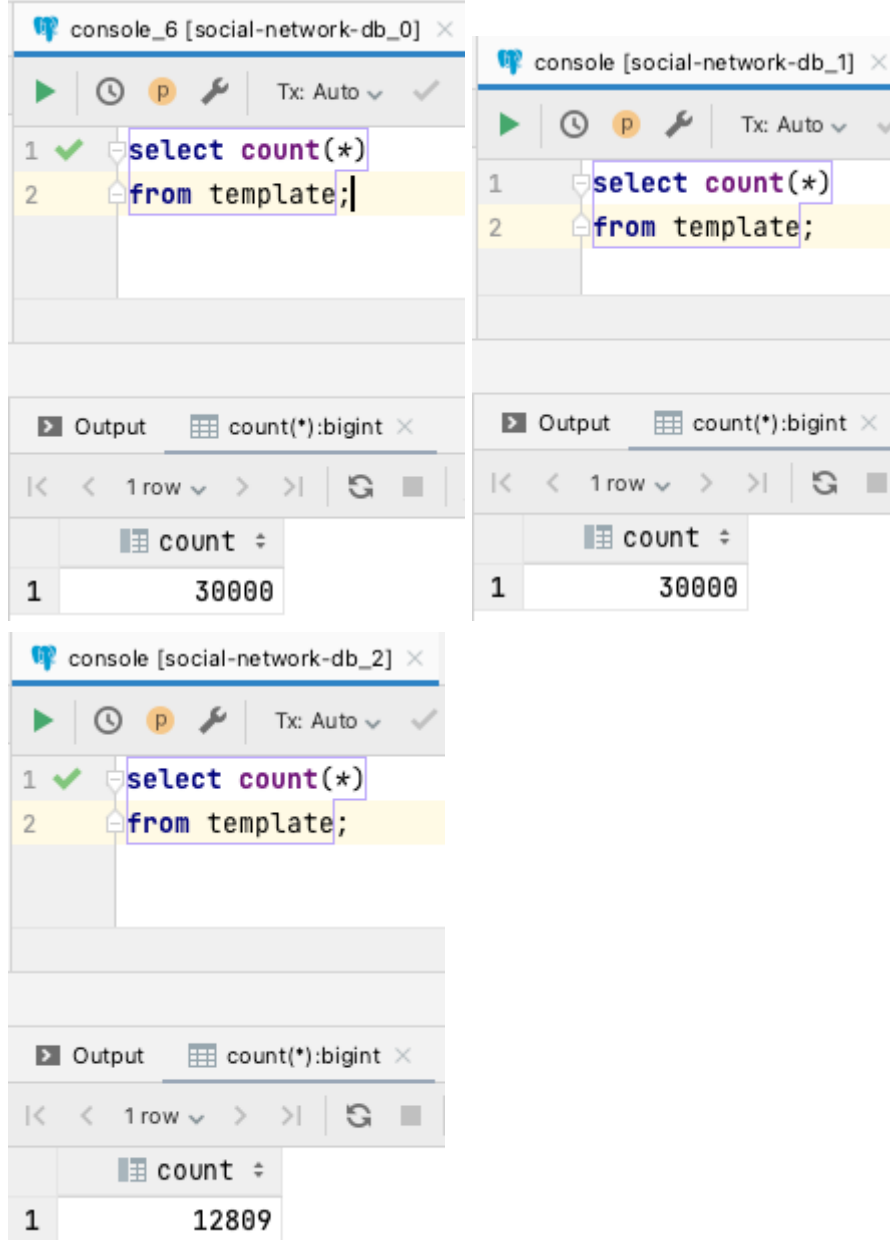 console_6 [social-network-db_0]
Tx: Auto
1 select count(*)
2 from template;
Output count(*):bigint
1 row
count
1 30000
console [social-network-db_1]
Tx: Auto
1 select count(*)
2 from template;
Output count(*):bigint
1 row
count
1 30000
console [social-network-db_2]
Tx: Auto
1 select count(*)
2 from template;
Output count(*):bigint
1 row
count
1 12809